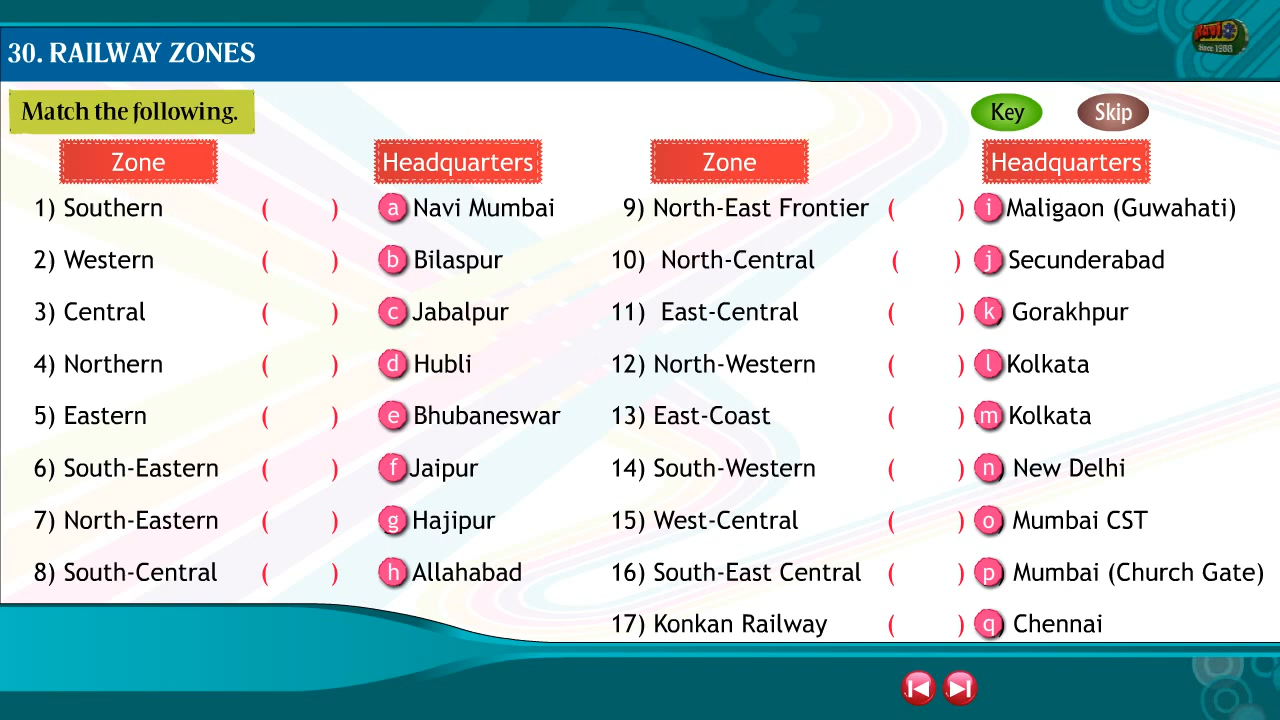 30. RAILWAY ZONES
Ravi
Since 1988
Match the following.
Key
Skip
Zone Headquarters Zone Headquarters
1) Southern ( ) a Navi Mumbai 9) North-East Frontier ( ) i Maligaon (Guwahati)
2) Western ( ) b Bilaspur 10) North-Central ( ) j Secunderabad
3) Central ( ) c Jabalpur 11) East-Central ( ) k Gorakhpur
4) Northern ( ) d Hubli 12) North-Western ( ) l Kolkata
5) Eastern ( ) e Bhubaneswar 13) East-Coast ( ) m Kolkata
6) South-Eastern ( ) f Jaipur 14) South-Western ( ) n New Delhi
7) North-Eastern ( ) g Hajipur 15) West-Central ( ) o Mumbai CST
8) South-Central ( ) h Allahabad 16) South-East Central ( ) p Mumbai (Church Gate)
17) Konkan Railway ( ) q Chennai